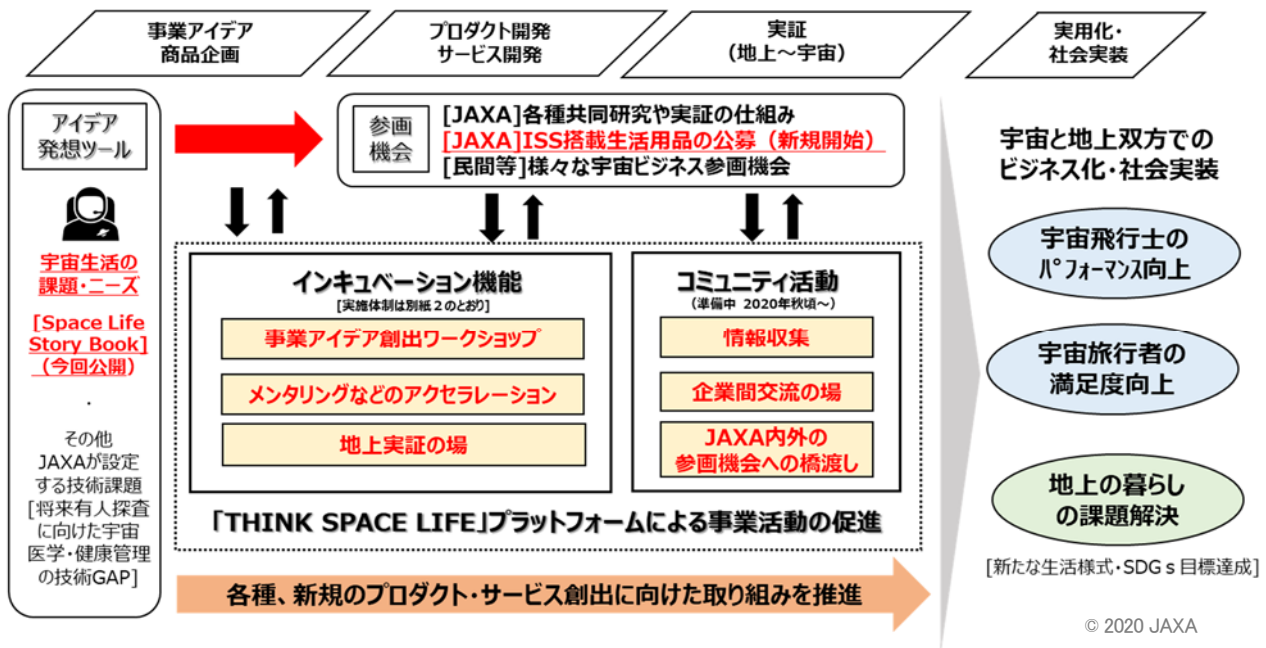 事業アイデア
商品企画
プロダクト開発
サービス開発
実証
(地上～宇宙)
実用化・
社会実装
アイデア
発想ツール
宇宙生活の
課題・ニーズ
[Space Life
Story Book]
(今回公開)
・
その他
JAXAが設定
する技術課題
[将来有人探査
に向けた宇宙
医学・健康管理
の技術GAP]
参画
機会
[JAXA]各種共同研究や実証の仕組み
[JAXA]ISS搭載生活用品の公募（新規開始）
[民間等]様々な宇宙ビジネス参画機会
インキュベーション機能
[実施体制は別紙２のとおり]
事業アイデア創出ワークショップ
メンタリングなどのアクセラレーション
地上実証の場
コミュニティ活動
(準備中 2020年秋頃～)
情報収集
企業間交流の場
JAXA内外の
参画機会への橋渡し
「THINK SPACE LIFE」プラットフォームによる事業活動の促進
各種、新規のプロダクト・サービス創出に向けた取り組みを推進
宇宙と地上双方での
ビジネス化・社会実装
宇宙飛行士の
ﾊﾟﾌｫｰﾏﾝｽ向上
宇宙旅行者の
満足度向上
地上の暮らし
の課題解決
[新たな生活様式・SDGｓ目標達成]
© 2020 JAXA